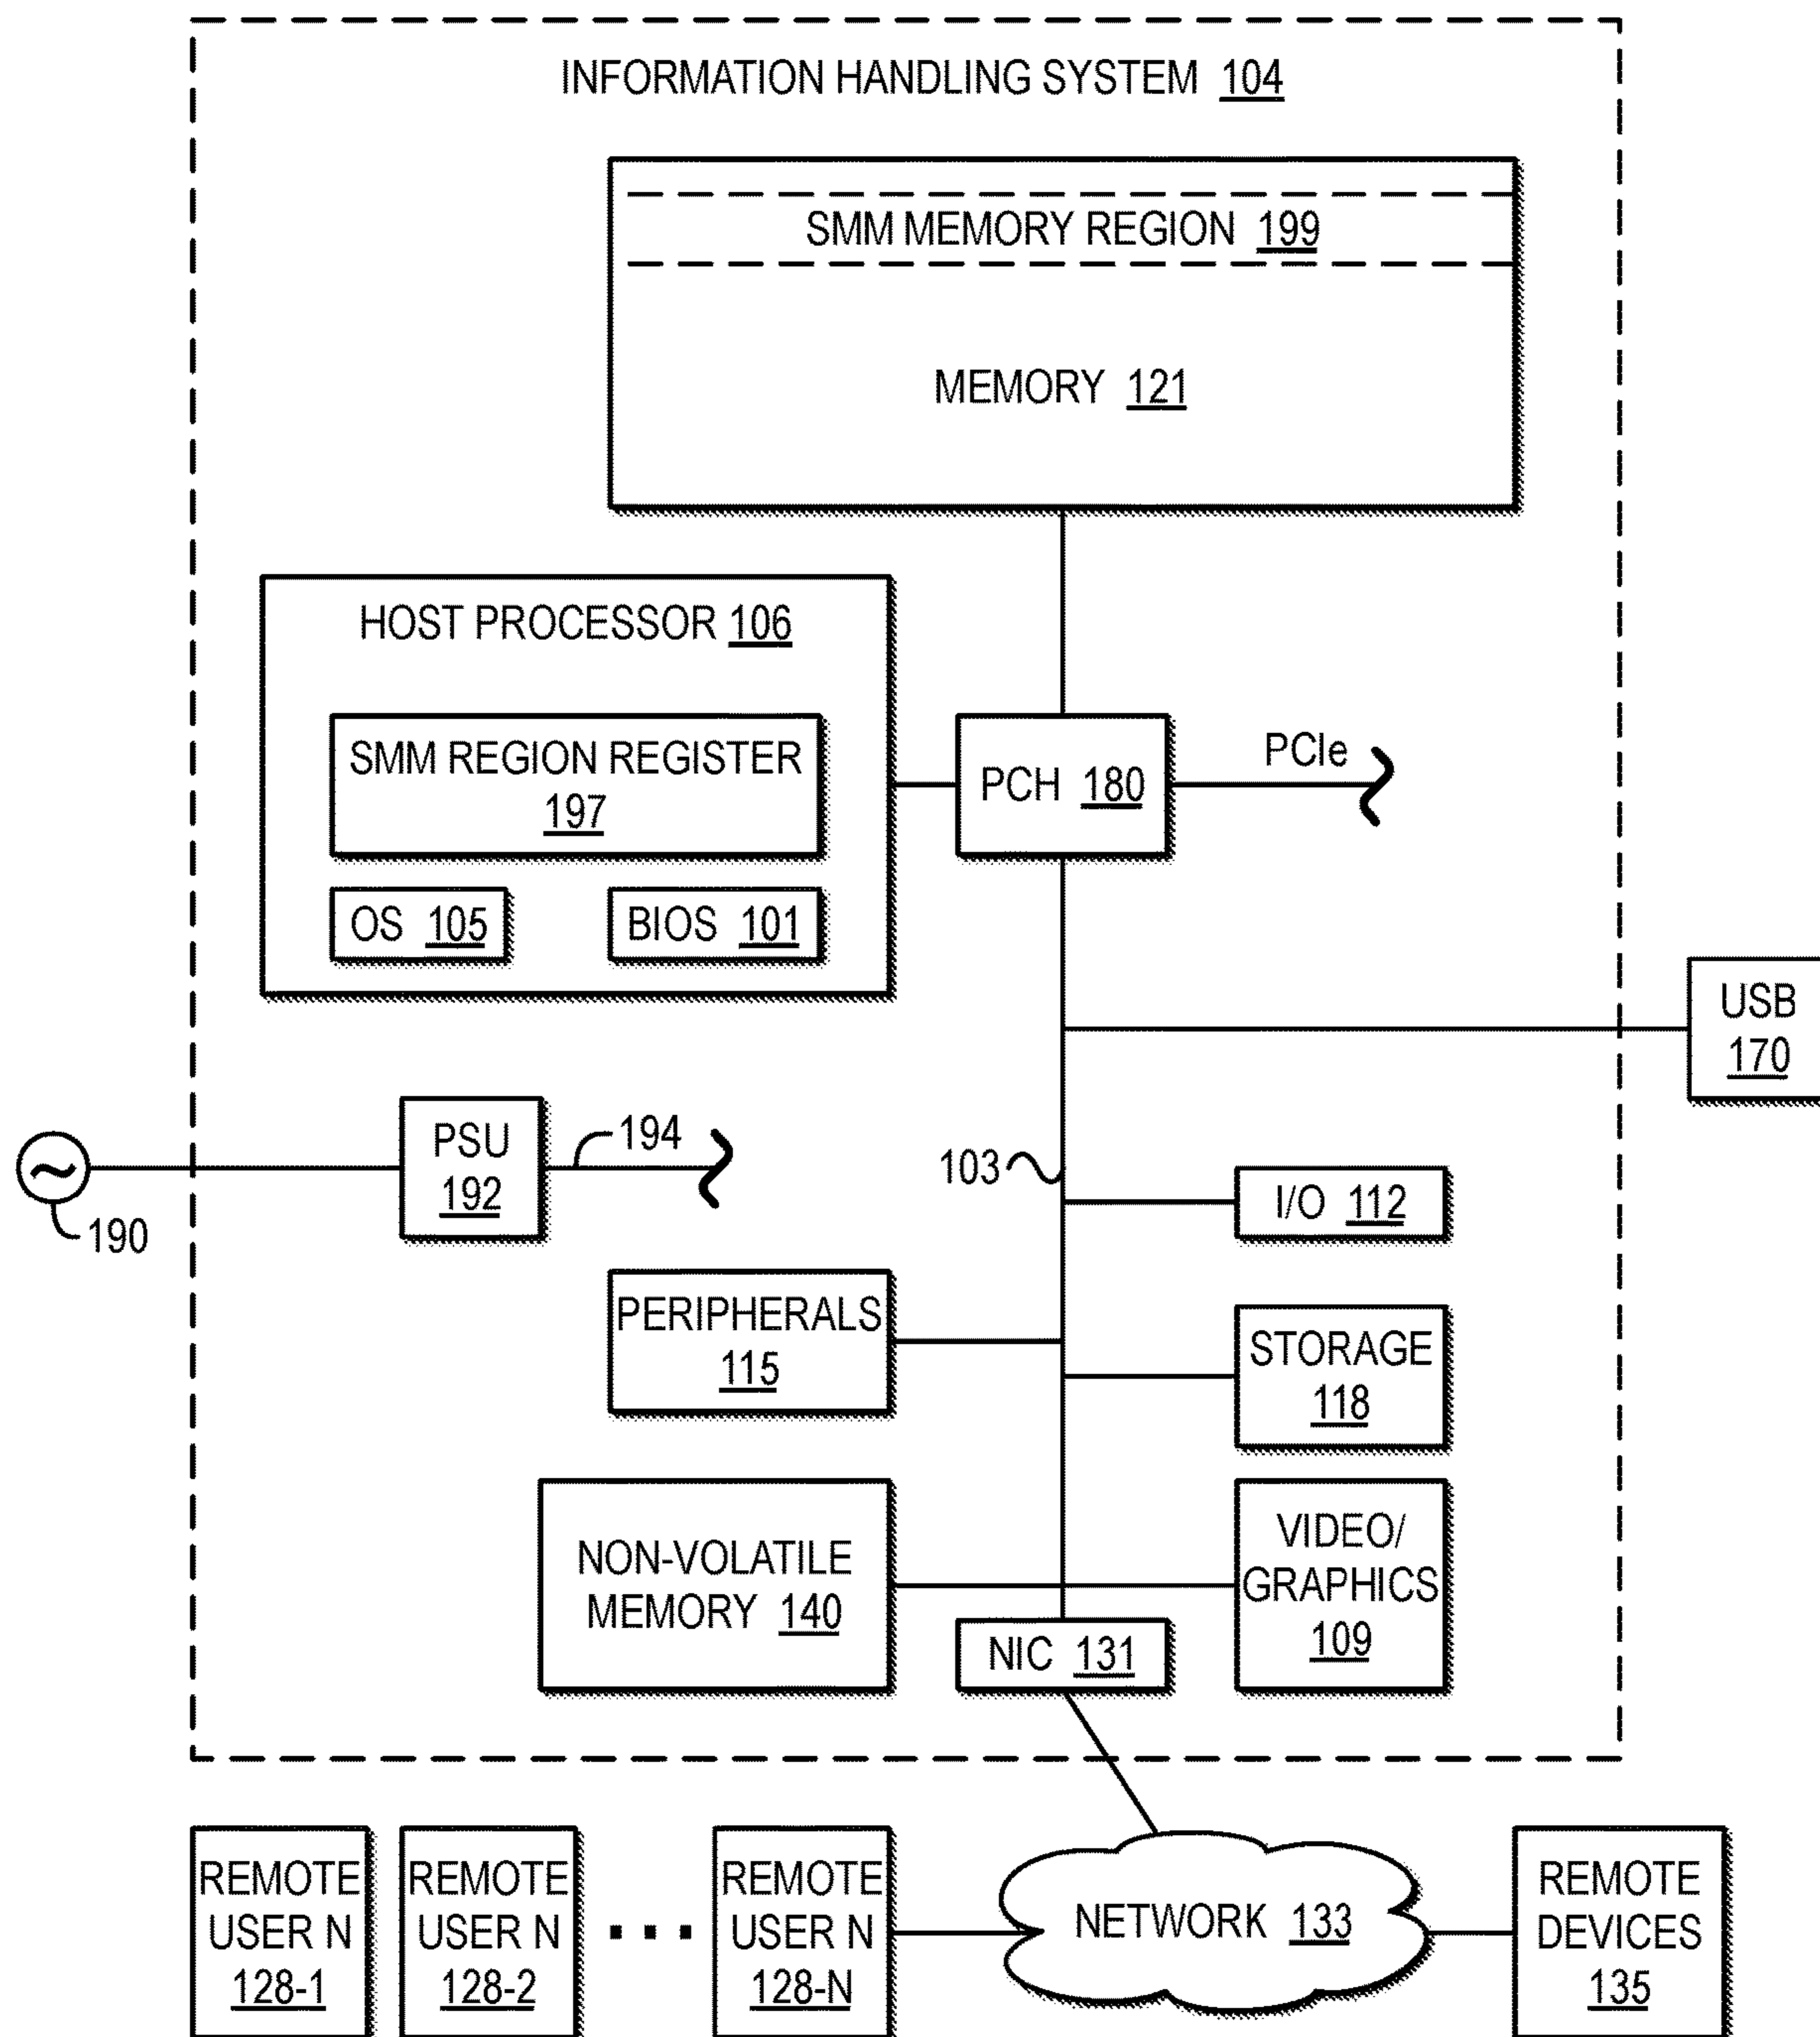 INFORMATION HANDLING SYSTEM 104
SMM MEMORY REGION 199
MEMORY 121
HOST PROCESSOR 106
SMM REGION REGISTER
197
OS 105
BIOS 101
PCH 180
PCIe
USB
170
PSU
192
194
190
103
I/O 112
PERIPHERALS
115
STORAGE
118
NON-VOLATILE
MEMORY 140
VIDEO/
GRAPHICS
109
NIC 131
REMOTE
USER N
128-1
REMOTE
USER N
128-2
REMOTE
USER N
128-N
NETWORK 133
REMOTE
DEVICES
135